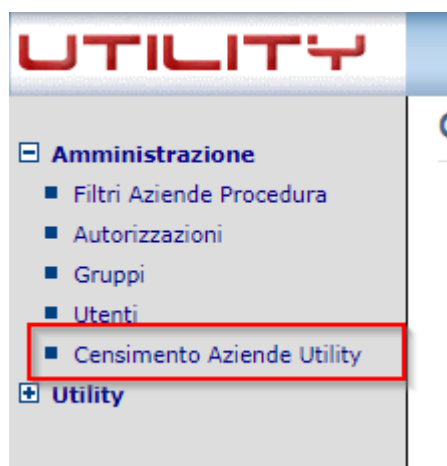 UTILITY
Amministrazione
Filtri Aziende Procedura
Autorizzazioni
Gruppi
Utenti
Censimento Aziende Utility
Utility